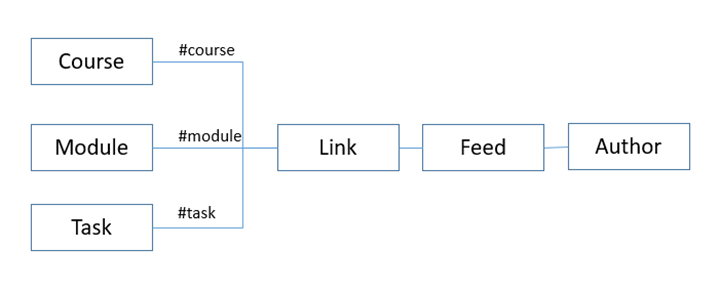 Course
#course
Module
#module
Link
Feed
Author
Task
#task